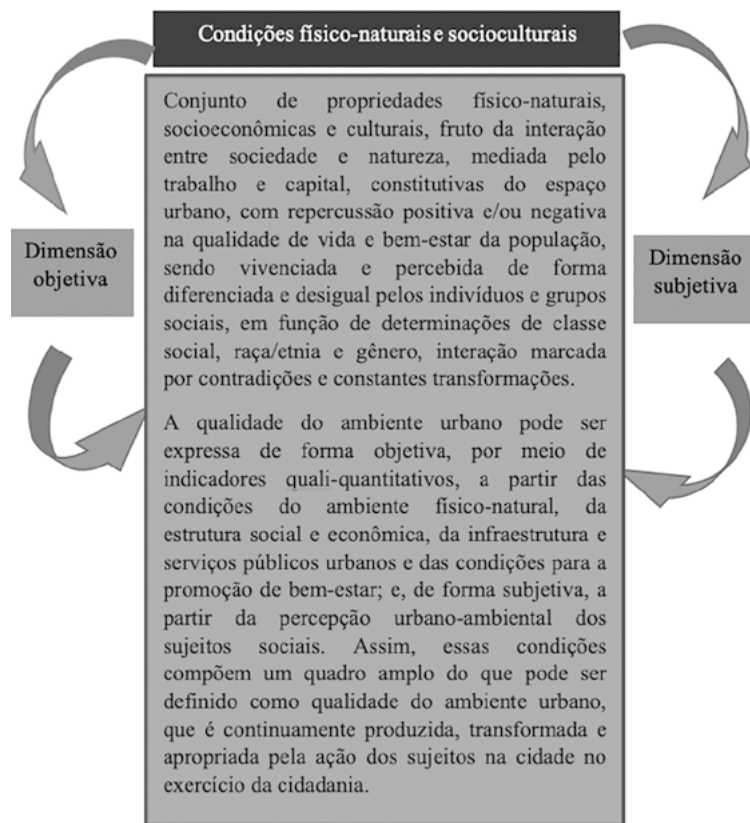 Condições físico-naturais e socioculturais
Conjunto de propriedades físico-naturais,
socioeconômicas e culturais, fruto da interação
entre sociedade e natureza, mediada pelo
trabalho e capital, constitutivas do espaço
urbano, com repercussão positiva e/ou negativa
na qualidade de vida e bem-estar da população,
sendo vivenciada e percebida de forma
diferenciada e desigual pelos indivíduos e grupos
sociais, em função de determinações de classe
social, raça/etnia e gênero, interação marcada
por contradições e constantes transformações.
A qualidade do ambiente urbano pode ser
expressa de forma objetiva, por meio de
indicadores quali-quantitativos, a partir das
condições do ambiente físico-natural, da
estrutura social e econômica, da infraestrutura e
serviços públicos urbanos e das condições para a
promoção de bem-estar; e, de forma subjetiva, a
partir da percepção urbano-ambiental dos
sujeitos sociais. Assim, essas condições
compõem um quadro amplo do que pode ser
definido como qualidade do ambiente urbano,
que é continuamente produzida, transformada e
apropriada pela ação dos sujeitos na cidade no
exercício da cidadania.
Dimensão
objetiva
Dimensão
subjetiva